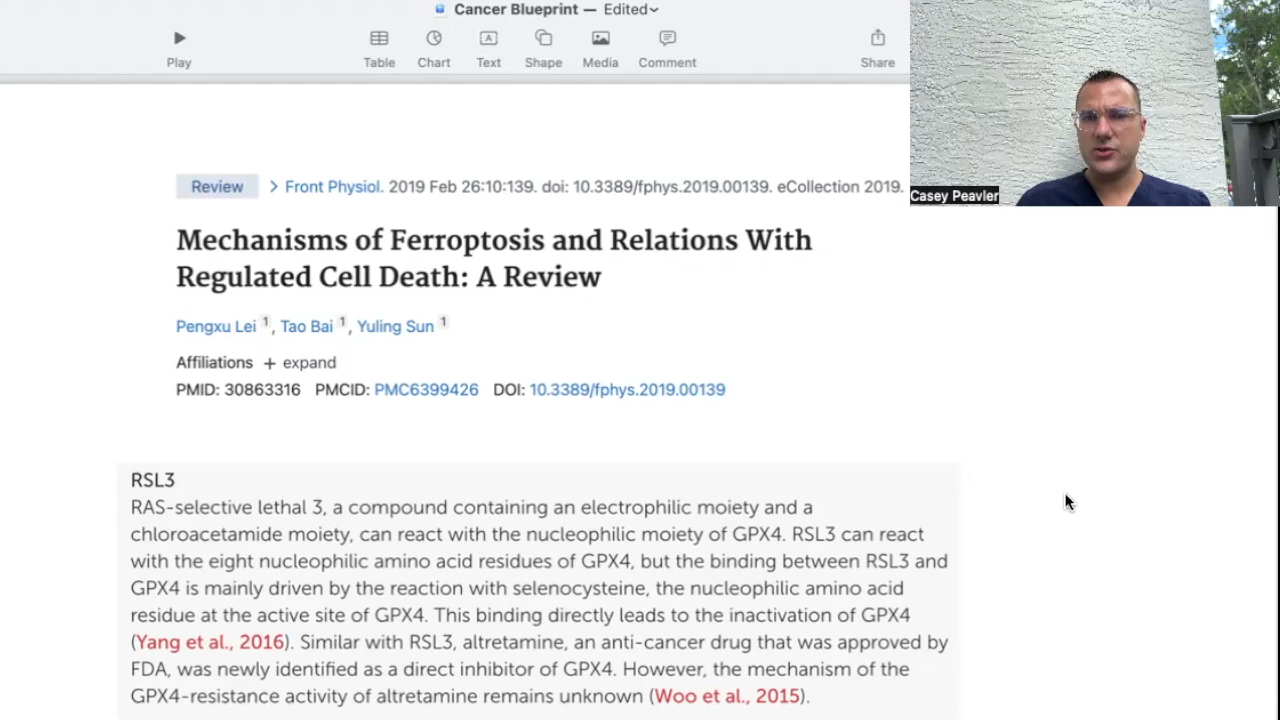 Cancer Blueprint — Edited
Play
Table
Chart
Text
Shape
Media
Comment
Share
Casey Peavler
Review > Front Physiol. 2019 Feb 26:10:139. doi: 10.3389/fphys.2019.00139. eCollection 2019.
Mechanisms of Ferroptosis and Relations With
Regulated Cell Death: A Review
Pengxu Lei 1, Tao Bai 1, Yuling Sun 1
Affiliations + expand
PMID: 30863316 PMCID: PMC6399426 DOI: 10.3389/fphys.2019.00139
RSL3
RAS-selective lethal 3, a compound containing an electrophilic moiety and a
chloroacetamide moiety, can react with the nucleophilic moiety of GPX4. RSL3 can react
with the eight nucleophilic amino acid residues of GPX4, but the binding between RSL3 and
GPX4 is mainly driven by the reaction with selenocysteine, the nucleophilic amino acid
residue at the active site of GPX4. This binding directly leads to the inactivation of GPX4
(Yang et al., 2016). Similar with RSL3, altretamine, an anti-cancer drug that was approved by
FDA, was newly identified as a direct inhibitor of GPX4. However, the mechanism of the
GPX4-resistance activity of altretamine remains unknown (Woo et al., 2015).